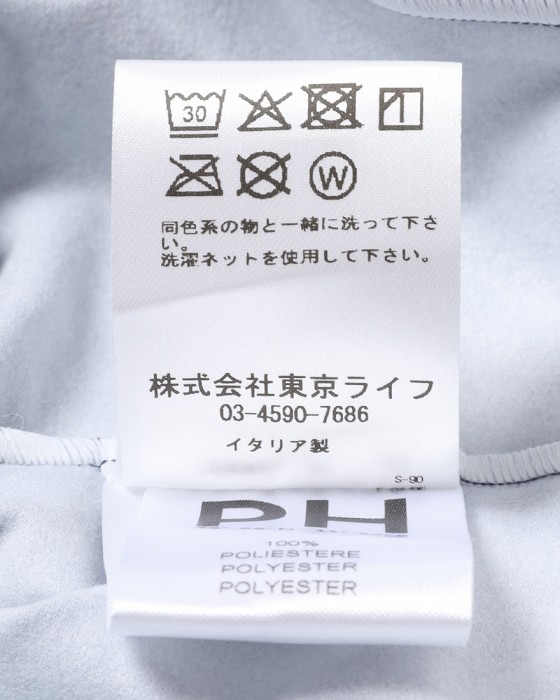 30
W
同色系の物と一緒に洗って下さ
い。
洗濯ネットを使用して下さい。
株式会社東京ライフ
03-4590-7686
イタリア製
S-90
PH
100%
POLIESTERE
POLYESTER
POLYESTER